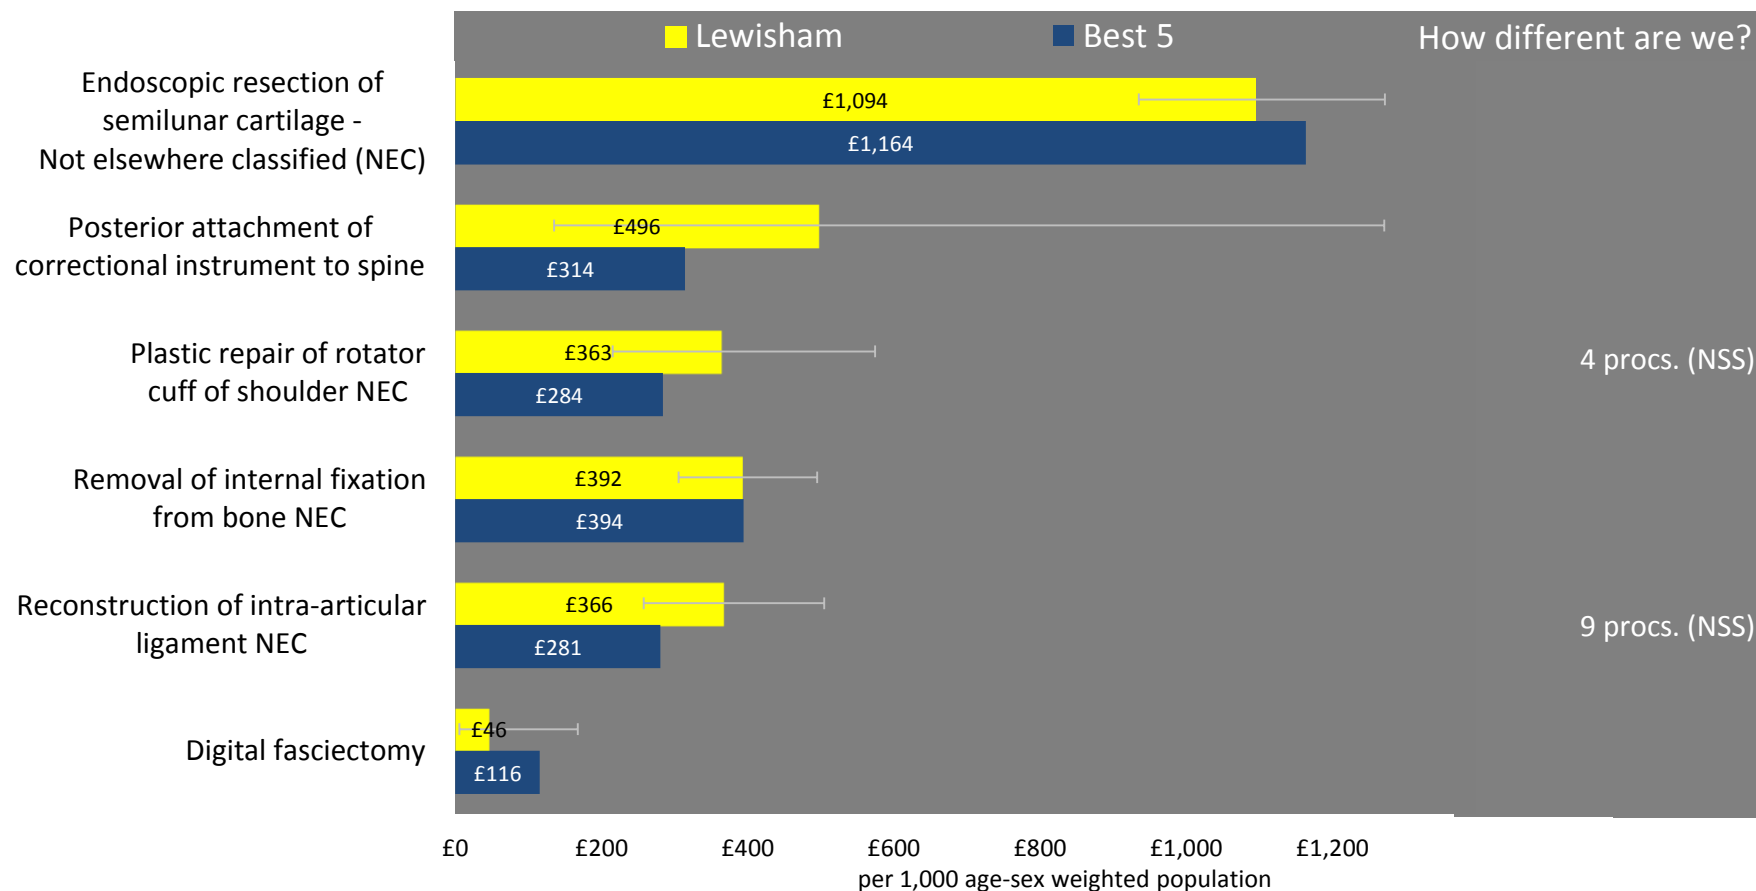 Lewisham
Best 5
How different are we?
Endoscopic resection of
semilunar cartilage -
Not elsewhere classified (NEC)
£1,094
£1,164
Posterior attachment of
correctional instrument to spine
£496
£314
Plastic repair of rotator
cuff of shoulder NEC
£363
£284
4 procs. (NSS)
Removal of internal fixation
from bone NEC
£392
£394
Reconstruction of intra-articular
ligament NEC
£366
£281
9 procs. (NSS)
Digital fasciectomy
£46
£116
£0 £200 £400 £600 £800 £1,000 £1,200
per 1,000 age-sex weighted population